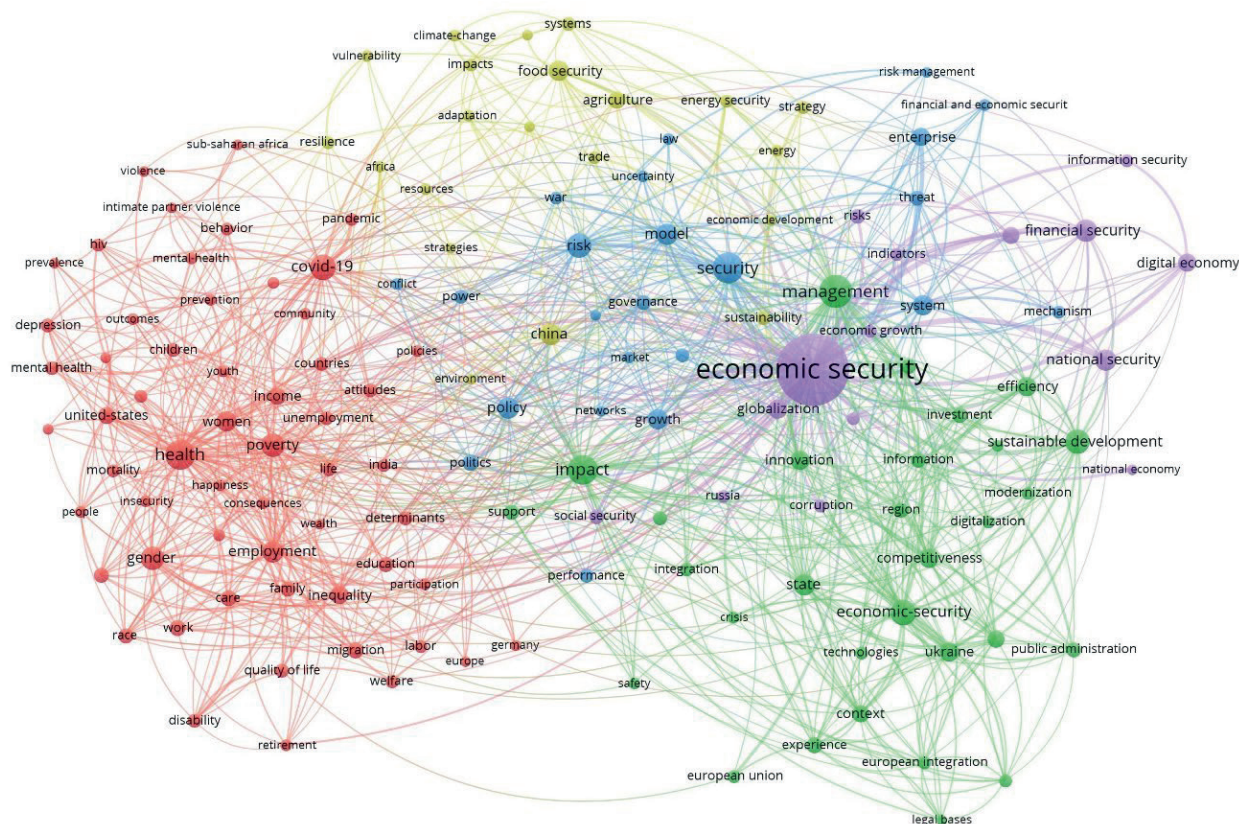 systems
climate-change
vulnerability
impacts
food security
risk management
agriculture
energy security
strategy
financial and economic securit
adaptation
law
enterprise
sub-saharan africa
resilience
trade
energy
information security
violence
africa
uncertainty
resources
war
threat
intimate partner violence
pandemic
economic development
risks
behavior
model
financial security
hiv
strategies
risk
mental-health
indicators
prevalence
covid-19
security
digital economy
conflict
management
prevention
power
governance
system
mechanism
community
sustainability
depression
outcomes
china
economic growth
children
policies
market
national security
mental health
countries
youth
environment
economic security
attitudes
efficiency
income
policy
networks
growth
globalization
investment
united-states
women
unemployment
sustainable development
health
poverty
politics
innovation
information
mortality
life
india
impact
national economy
happiness
modernization
insecurity
consequences
russia
corruption
people
wealth
determinants
support
social security
region
digitalization
gender
employment
competitiveness
education
integration
performance
family
participation
state
care
inequality
economic-security
crisis
race
work
labor
germany
migration
europe
technologies
ukraine
public administration
quality of life
welfare
safety
disability
context
retirement
experience
european integration
european union
legal bases